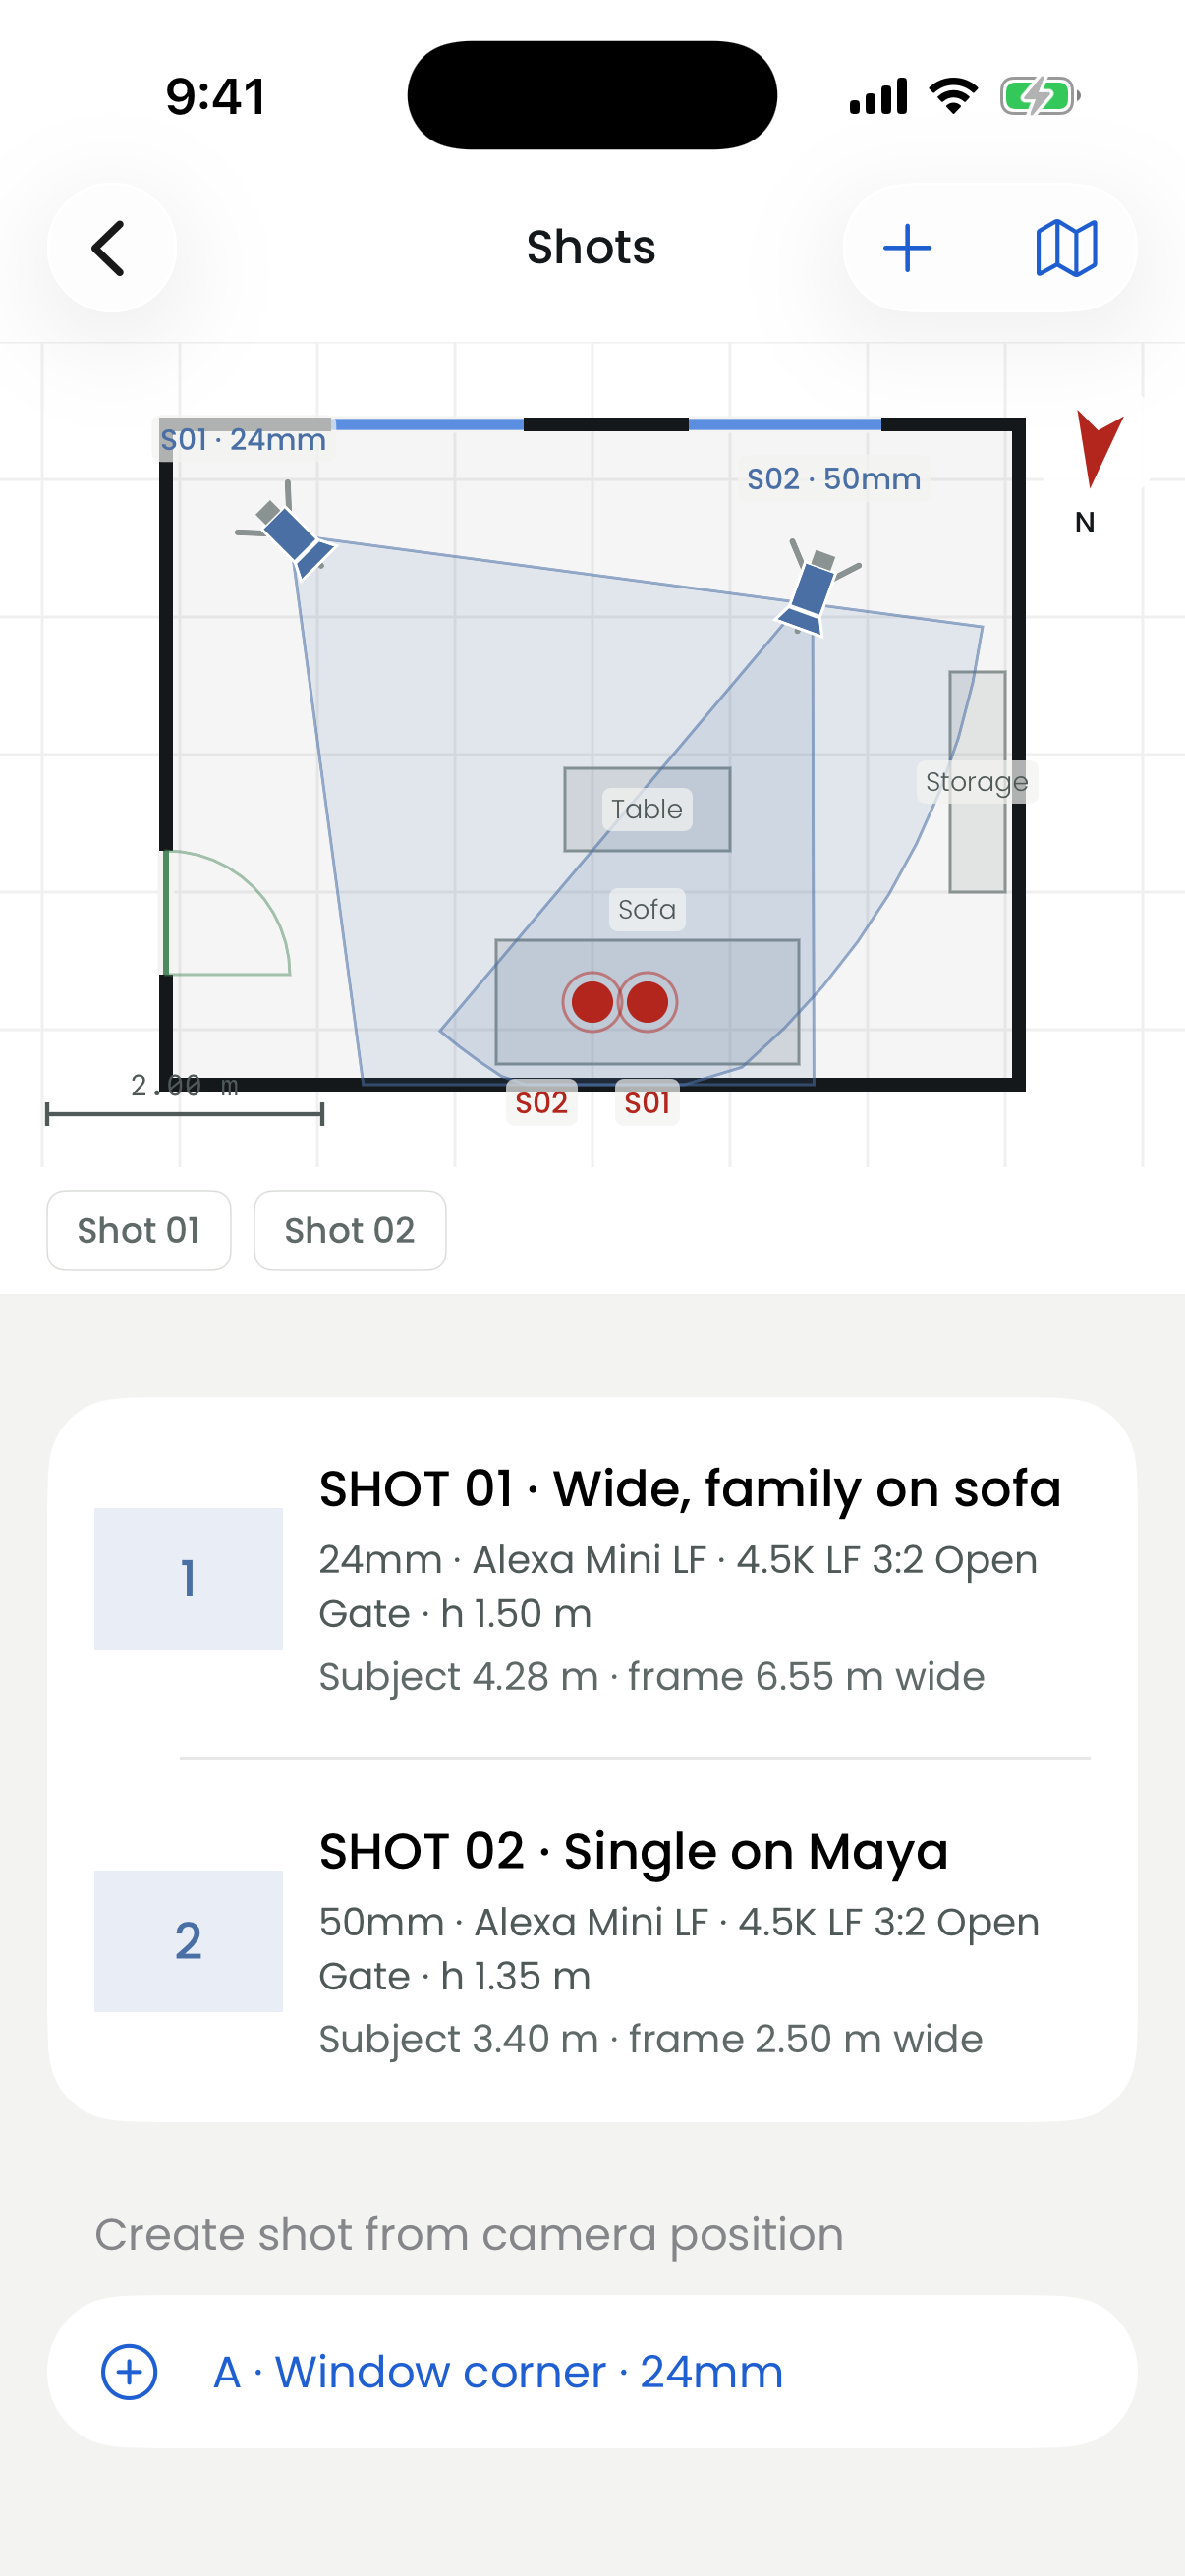 9:41
Shots
S01 · 24mm
S02 · 50mm
N
Storage
Table
Sofa
2.00 m
S02
S01
Shot 01
Shot 02
1
SHOT 01 · Wide, family on sofa
24mm · Alexa Mini LF · 4.5K LF 3:2 Open
Gate · h 1.50 m
Subject 4.28 m · frame 6.55 m wide
2
SHOT 02 · Single on Maya
50mm · Alexa Mini LF · 4.5K LF 3:2 Open
Gate · h 1.35 m
Subject 3.40 m · frame 2.50 m wide
Create shot from camera position
A · Window corner · 24mm